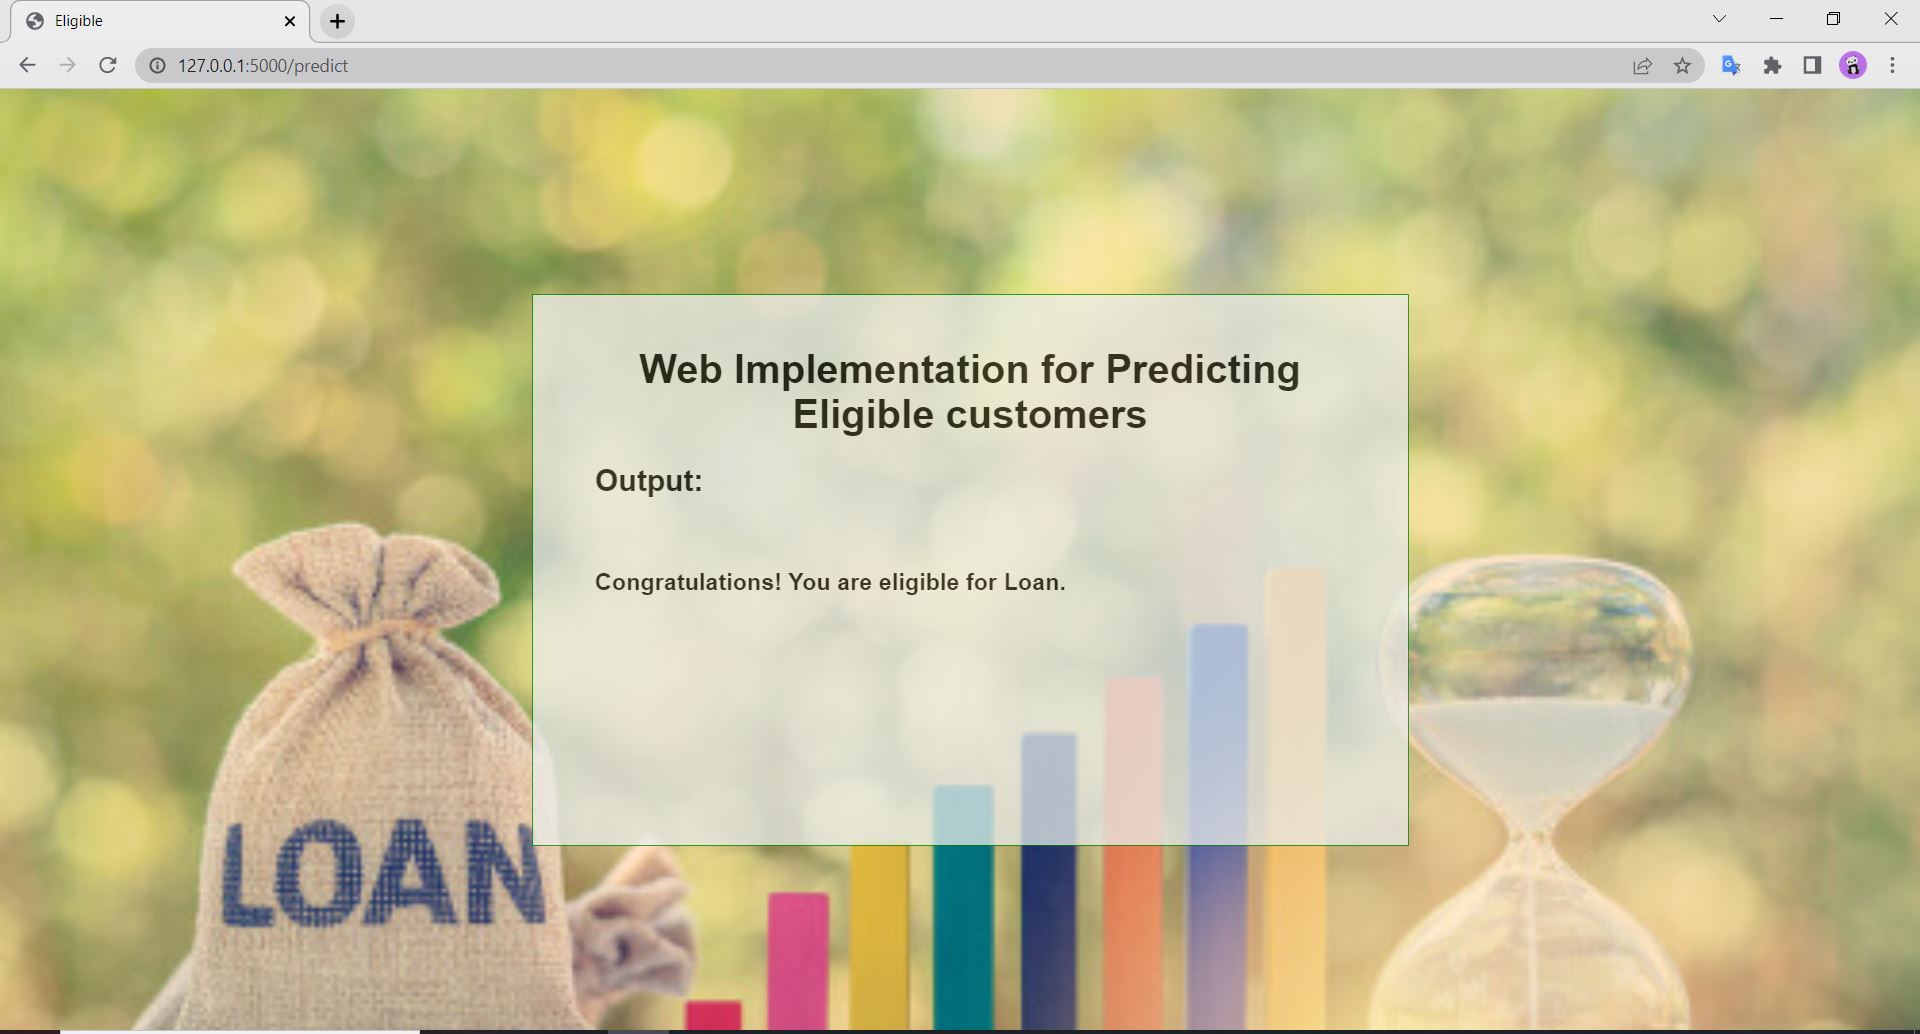 Eligible
127.0.0.1:5000/predict
Web Implementation for Predicting
Eligible customers
Output:
Congratulations! You are eligible for Loan.
LOAN